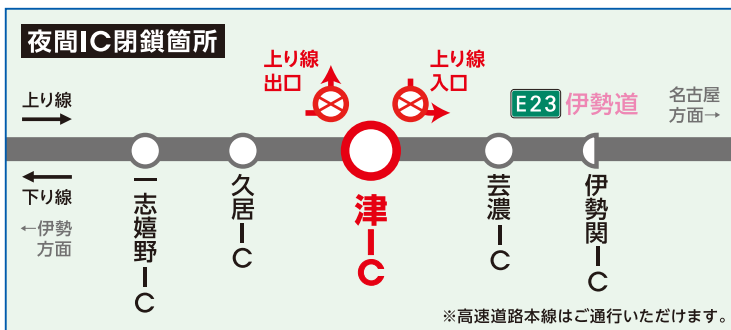 夜間IC閉鎖箇所
上り線
出口
上り線
入口
E23 伊勢道
名古屋
方面→
上り線
下り線
←伊勢
方面
一志嬉野IC
久居IC
津IC
芸濃IC
伊勢関IC
※高速道路本線はご通行いただけます。